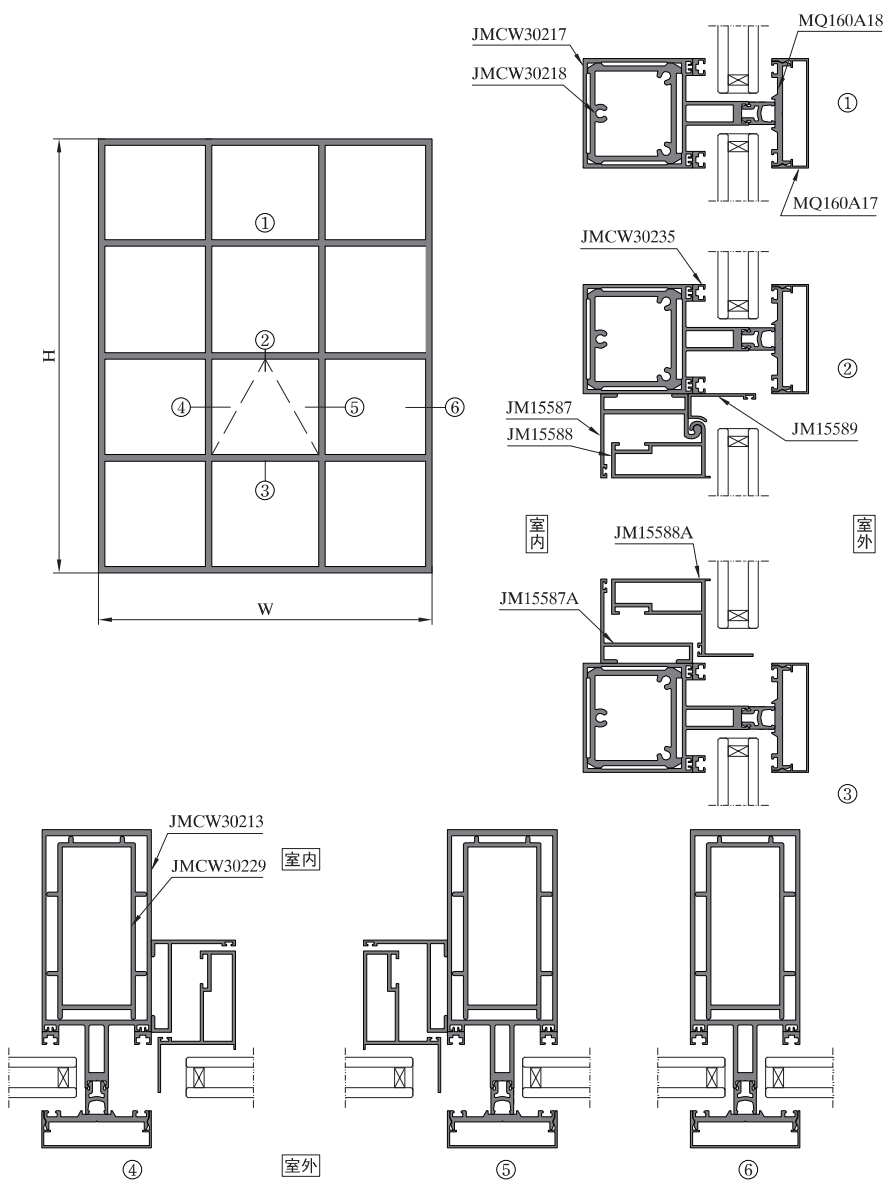 JMCW30217
JMCW30218
MQ160A18
①
MQ160A17
H
W
①
②
④
⑤
⑥
③
JMCW30235
②
JM15587
JM15588
JM15589
室内
室外
JM15588A
JM15587A
③
JMCW30213
JMCW30229
室内
④
室外
⑤
⑥